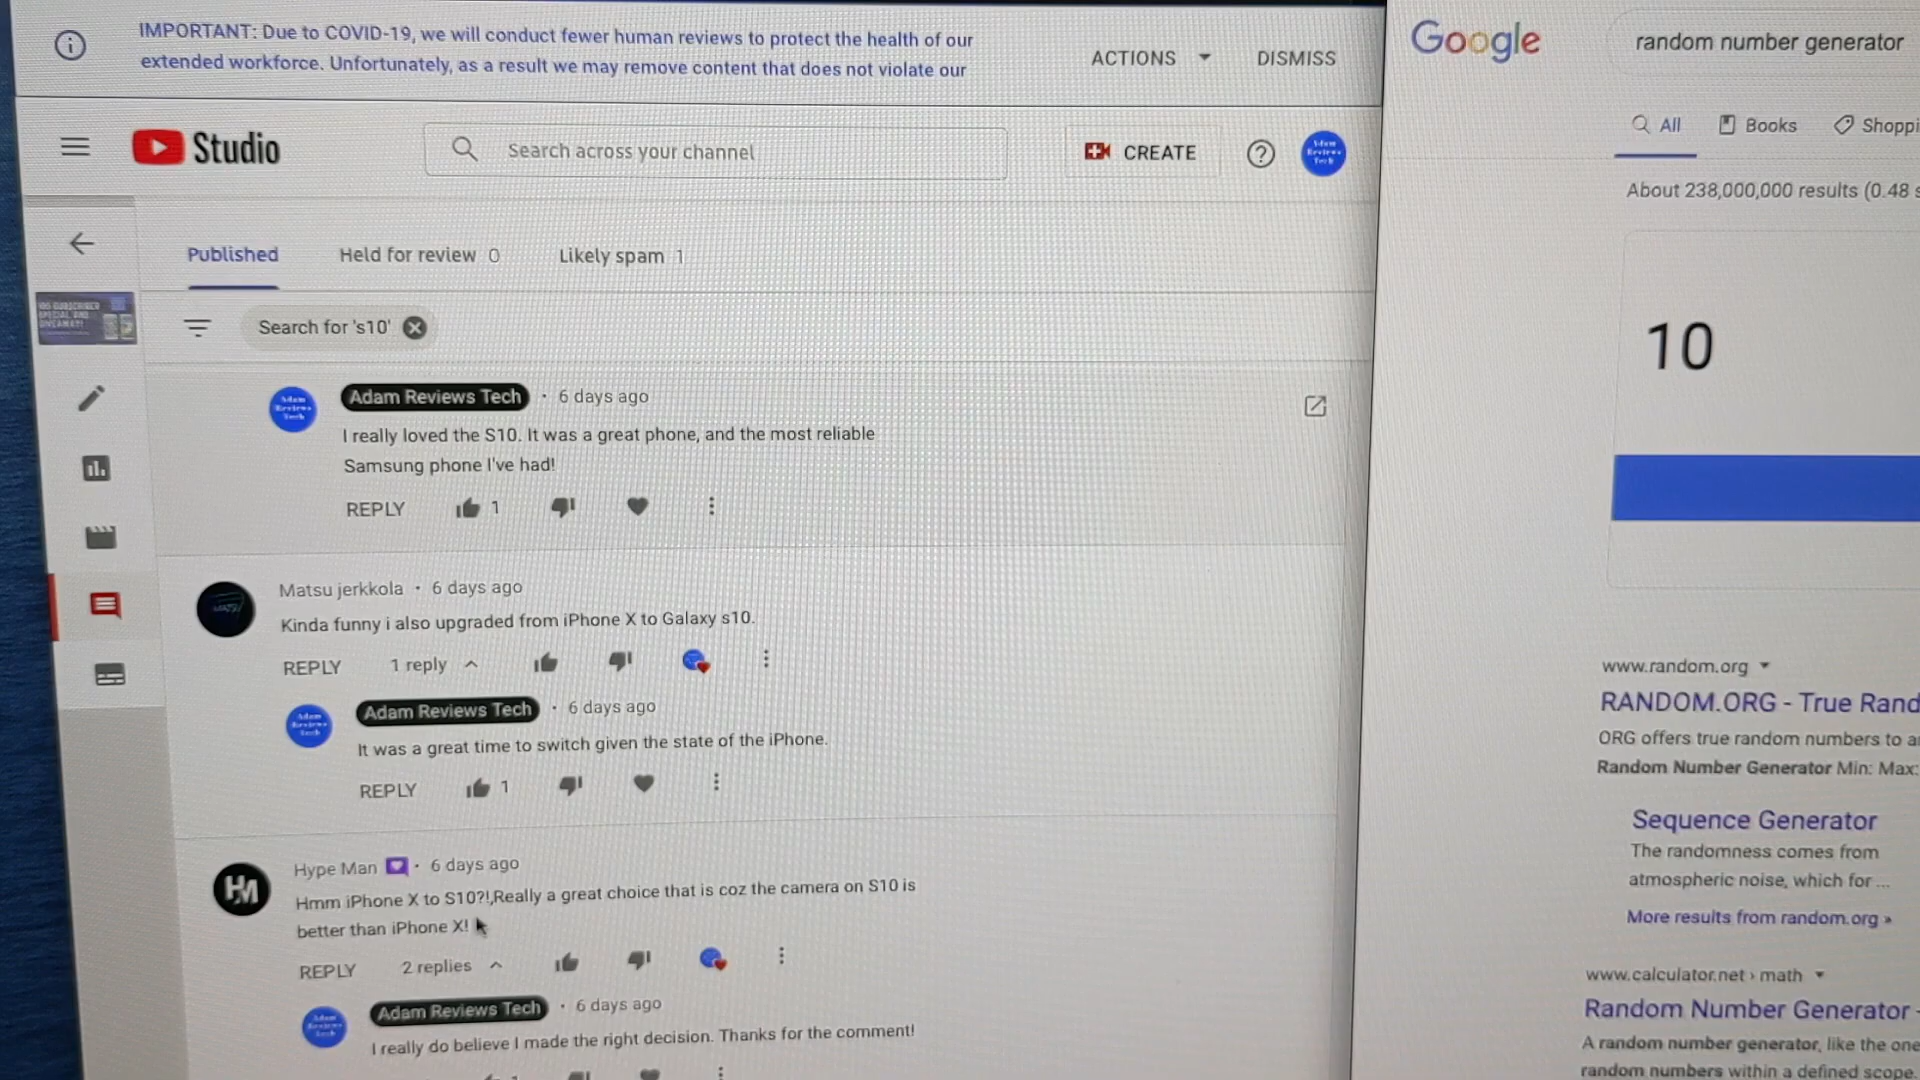 IMPORTANT: Due to COVID-19, we will conduct fewer human reviews to protect the health of our
extended workforce. Unfortunately, as a result we may remove content that does not violate our
ACTIONS
DISMISS
Studio
Search across your channel
CREATE
Adam Reviews Tech
Published
Held for review 0
Likely spam 1
Search for 's10'
Adam Reviews Tech · 6 days ago
I really loved the S10. It was a great phone, and the most reliable
Samsung phone I've had!
REPLY 1
Matsu jerkkola · 6 days ago
Kinda funny i also upgraded from iPhone X to Galaxy s10.
REPLY 1 reply
Adam Reviews Tech · 6 days ago
It was a great time to switch given the state of the iPhone.
REPLY 1
HM
Hype Man · 6 days ago
Hmm iPhone X to S10?!,Really a great choice that is coz the camera on S10 is
better than iPhone X!
REPLY 2 replies
Adam Reviews Tech · 6 days ago
I really do believe I made the right decision. Thanks for the comment!
Google
random number generator
All
Books
Shoppi
About 238,000,000 results (0.48 s
10
www.random.org
RANDOM.ORG - True Rand
ORG offers true random numbers to a
Random Number Generator Min: Max:
Sequence Generator
The randomness comes from
atmospheric noise, which for ...
More results from random.org »
www.calculator.net › math
Random Number Generator -
A random number generator, like the one
random numbers within a defined scope.